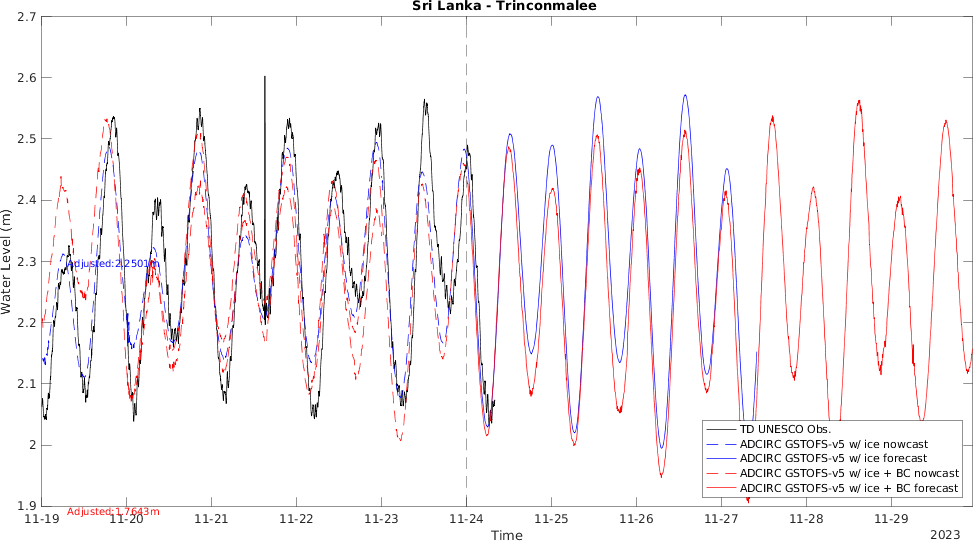 Sri Lanka - Trinconmalee
2.7
2.6
2.5
2.4
2.3
2.2
2.1
2
1.9
Water Level (m)
Adjusted:2.2501m
Adjusted:1.7643m
TD UNESCO Obs.
ADCIRC GSTOFS-v5 w/ ice nowcast
ADCIRC GSTOFS-v5 w/ ice forecast
ADCIRC GSTOFS-v5 w/ ice + BC nowcast
ADCIRC GSTOFS-v5 w/ ice + BC forecast
11-19 11-20 11-21 11-22 11-23 11-24 11-25 11-26 11-27 11-28 11-29
Time
2023